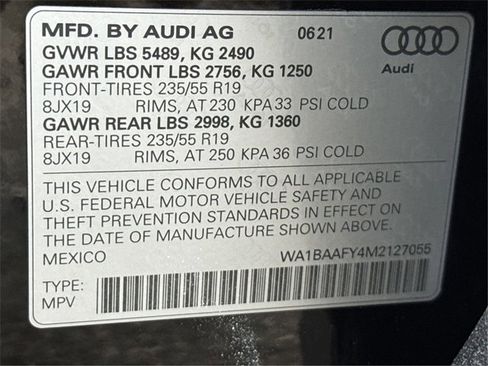 MFD. BY AUDI AG 06 21
GVWR LBS 5489, KG 2490
GAWR FRONT LBS 2756, KG 1250
FRONT-TIRES 235/55 R19
8JX19 RIMS, AT 230 KPA 33 PSI COLD
GAWR REAR LBS 2998, KG 1360
REAR-TIRES 235/55 R19
8JX19 RIMS, AT 250 KPA 36 PSI COLD
Audi
THIS VEHICLE CONFORMS TO ALL APPLICABLE
U.S. FEDERAL MOTOR VEHICLE SAFETY AND
THEFT PREVENTION STANDARDS IN EFFECT ON
THE DATE OF MANUFACTURE SHOWN ABOVE.
MEXICO WA1BAAFY4M2127055
TYPE:
MPV